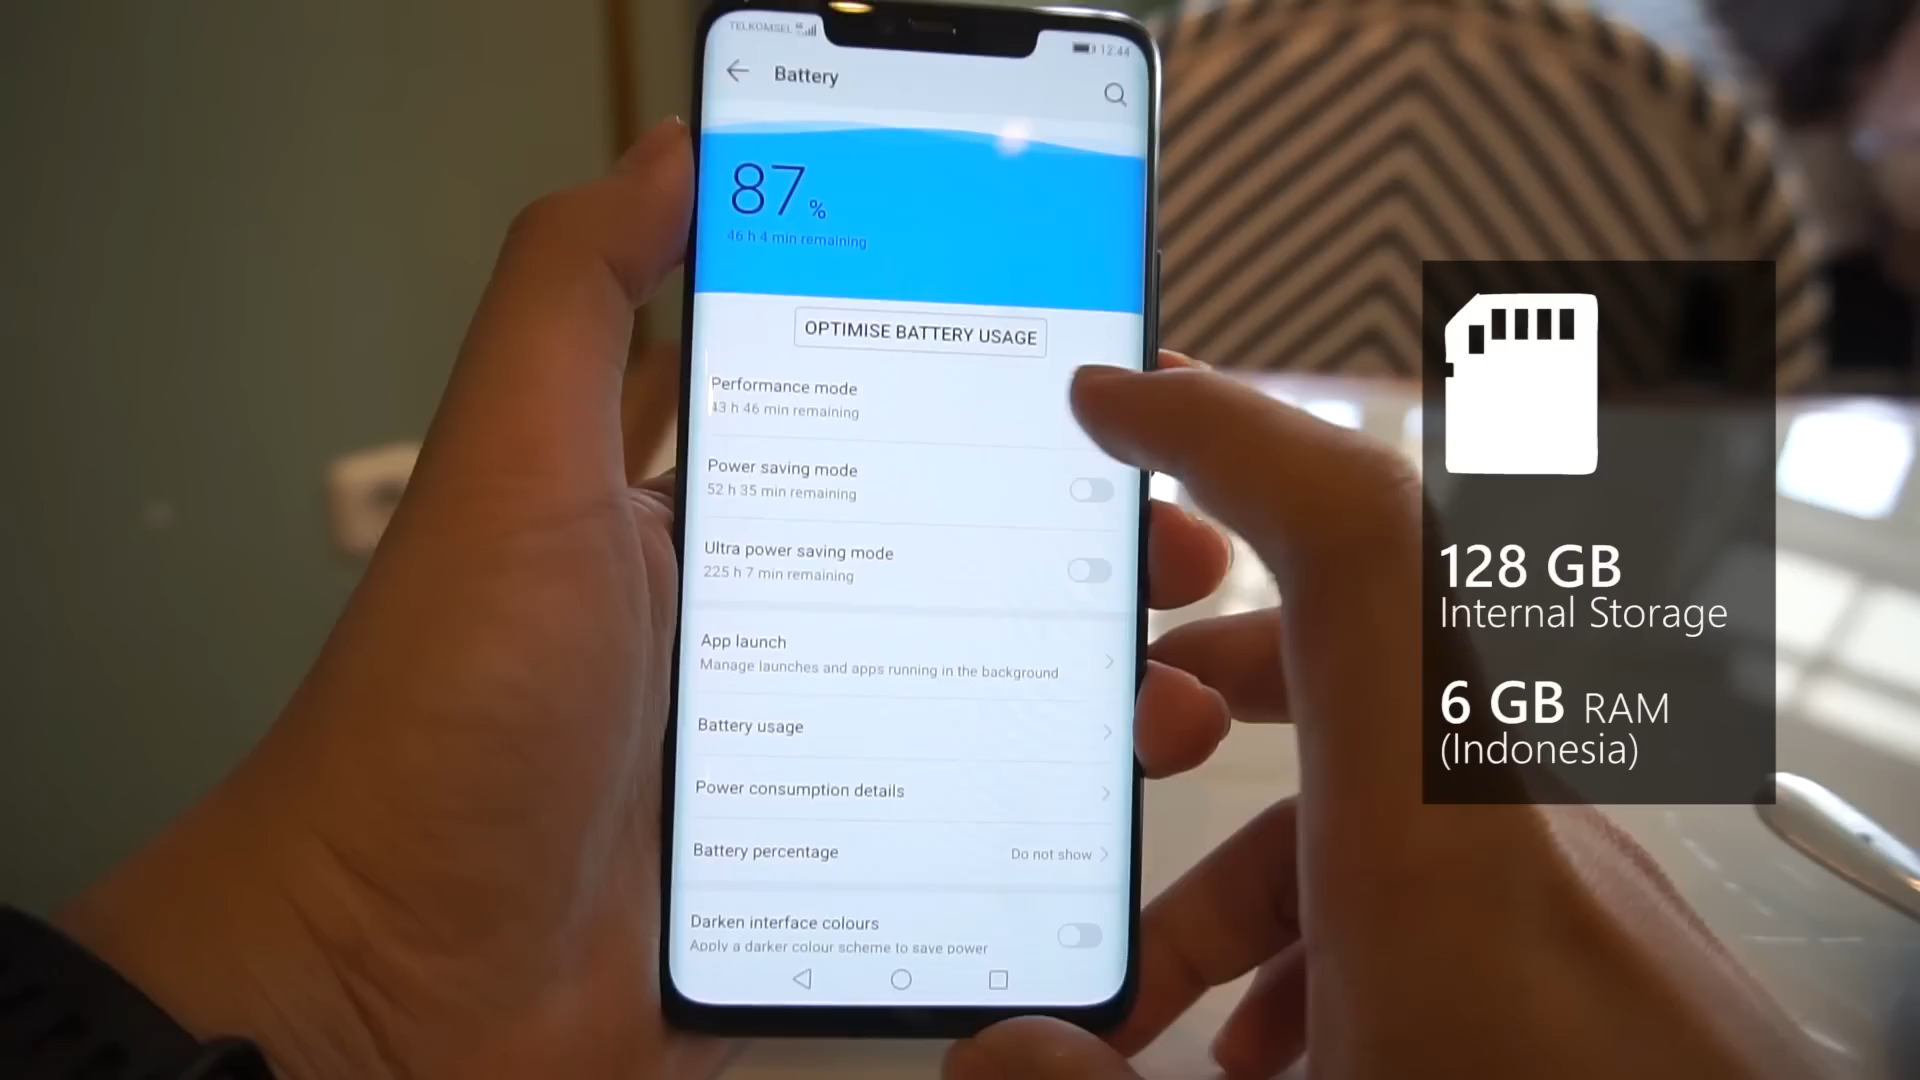 TELKOMSEL
12:44
Battery
87%
46 h 4 min remaining
OPTIMISE BATTERY USAGE
Performance mode
43 h 46 min remaining
Power saving mode
52 h 35 min remaining
Ultra power saving mode
225 h 7 min remaining
App launch
Manage launches and apps running in the background
Battery usage
Power consumption details
Battery percentage
Do not show
Darken interface colours
Apply a darker colour scheme to save power
128 GB
Internal Storage
6 GB RAM
(Indonesia)